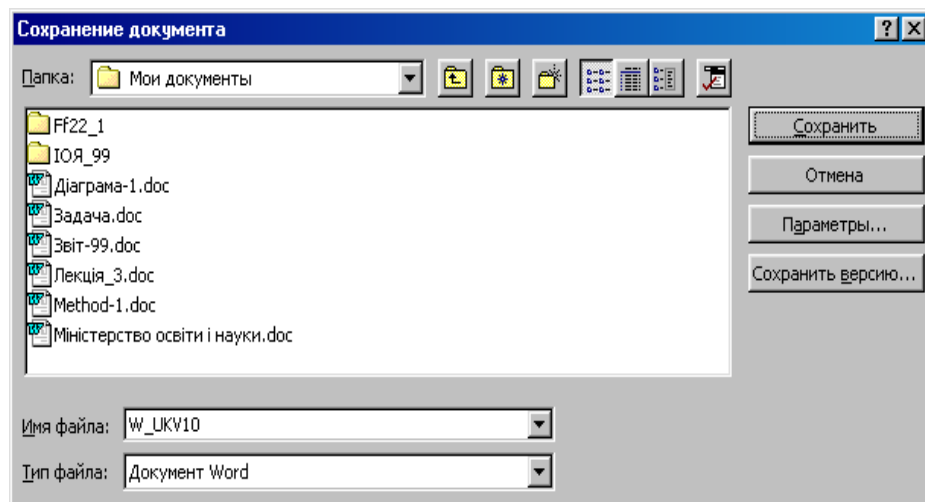 Сохранение документа
Папка: Мои документы
Ff22_1
ІОЯ_99
Діаграма-1.doc
Задача.doc
Звіт-99.doc
Лекція_3.doc
Method-1.doc
Міністерство освіти і науки.doc
Сохранить
Отмена
Параметры...
Сохранить версию...
Имя файла: W_UKV10
Тип файла: Документ Word